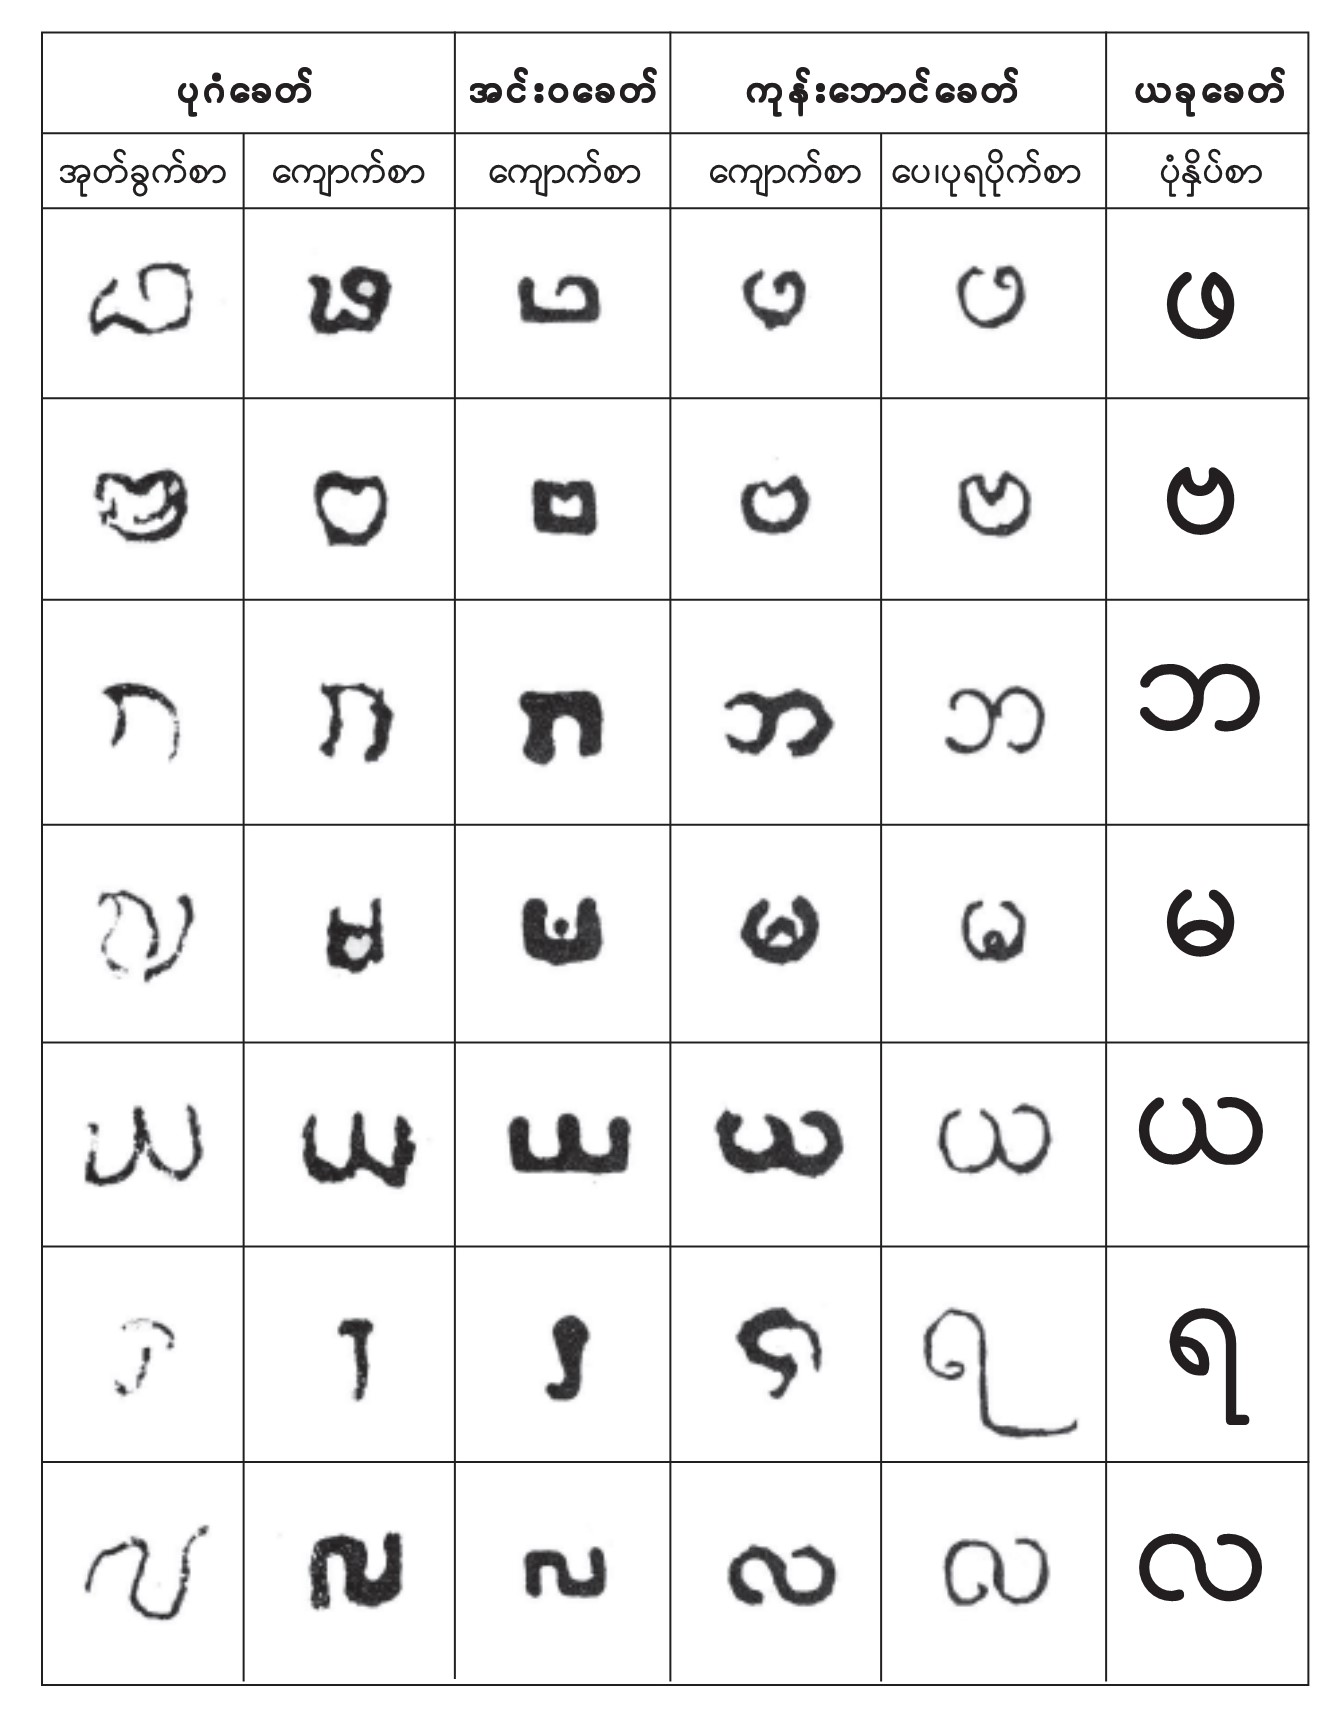 ပုဂံခေတ် အင်းဝခေတ် ကုန်းဘောင်ခေတ် ယခုခေတ်
အုတ်ခွက်စာ ကျောက်စာ ကျောက်စာ ကျောက်စာ ပေ၊ပုရပိုက်စာ ပုံနှိပ်စာ
ဖ ဖ ဖ ဖ ဖ ဖ
ဗ ဗ ဗ ဗ ဗ ဗ
ဘ ဘ ဘ ဘ ဘ ဘ
မ မ မ မ မ မ
ယ ယ ယ ယ ယ ယ
ရ ရ ရ ရ ရ ရ
လ လ လ လ လ လ